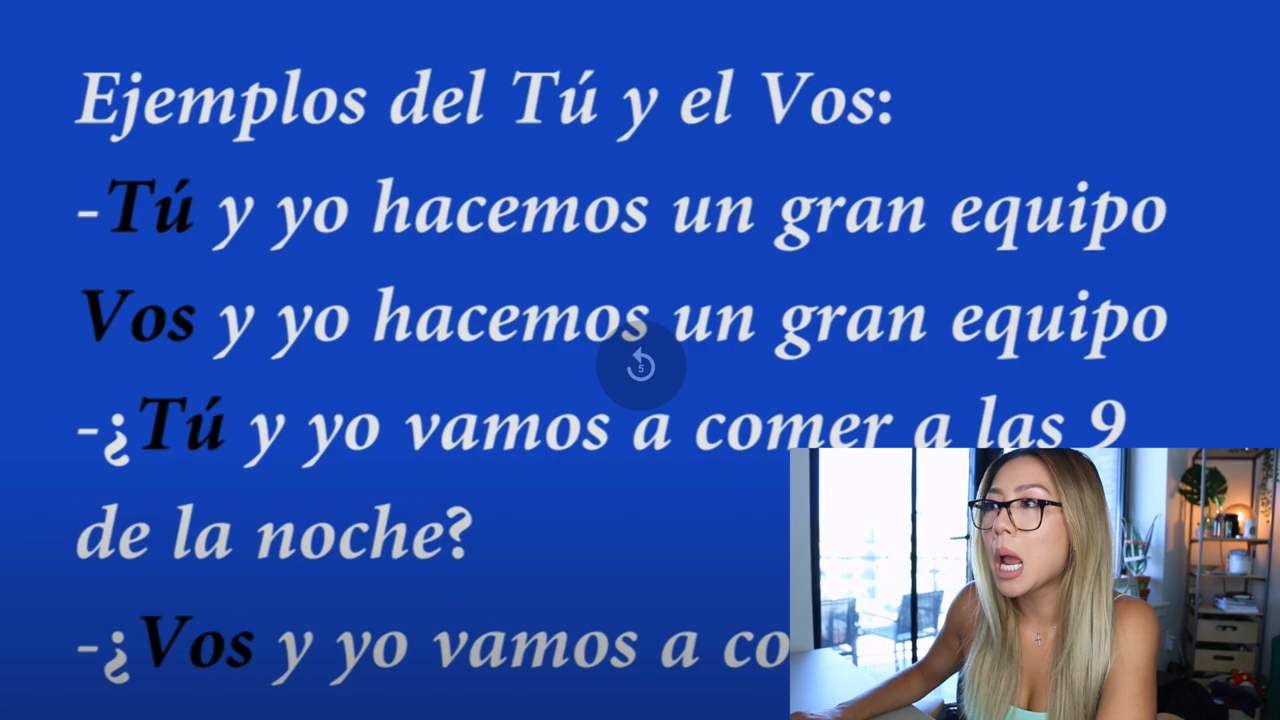 Ejemplos del Tú y el Vos:
-Tú y yo hacemos un gran equipo
Vos y yo hacemos un gran equipo
-¿Tú y yo vamos a comer a las 9
de la noche?
-¿Vos y yo vamos a co
5